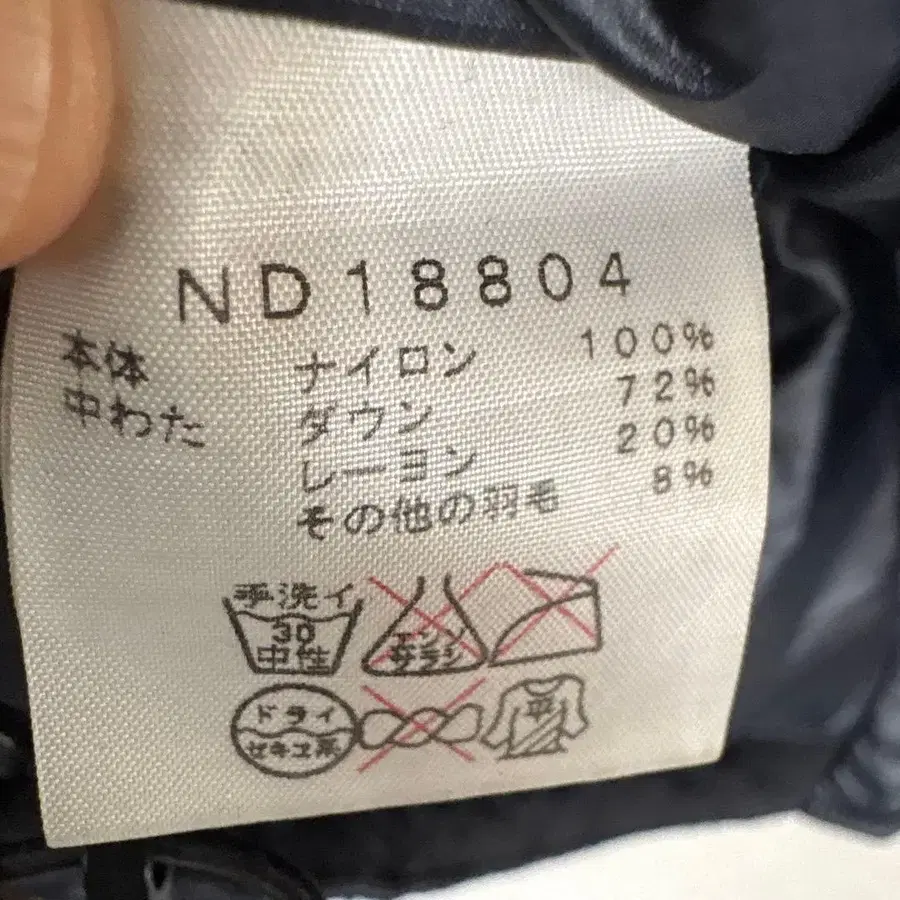 ND18804
本体 ナイロン 100%
中わた ダウン 72%
レーヨン 20%
その他の羽毛 8%
手洗イ
30
中性
エンソ
サラシ
ドライ
セキユ系
平